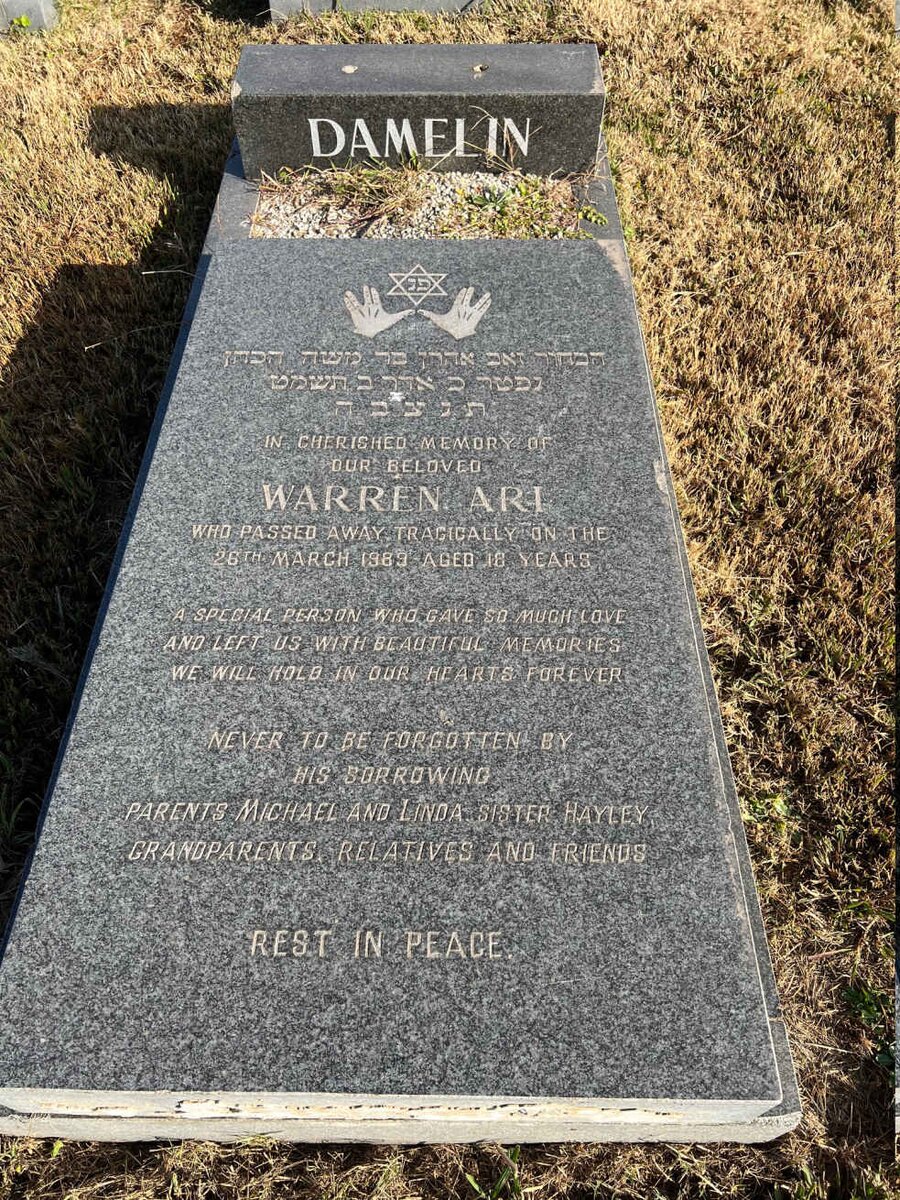 DAMELIN
פנ
הבחור זאב אהרן בר משה הכהן
נפטר כ אדר ב תשמט
ת נ צ ב ה
IN CHERISHED MEMORY OF
OUR BELOVED
WARREN ARI
WHO PASSED AWAY TRAGICALLY ON THE
26TH MARCH 1989 AGED 18 YEARS
A SPECIAL PERSON WHO GAVE SO MUCH LOVE
AND LEFT US WITH BEAUTIFUL MEMORIES
WE WILL HOLD IN OUR HEARTS FOREVER
NEVER TO BE FORGOTTEN BY
HIS SORROWING
PARENTS MICHAEL AND LINDA, SISTER HAYLEY,
GRANDPARENTS, RELATIVES AND FRIENDS
REST IN PEACE.